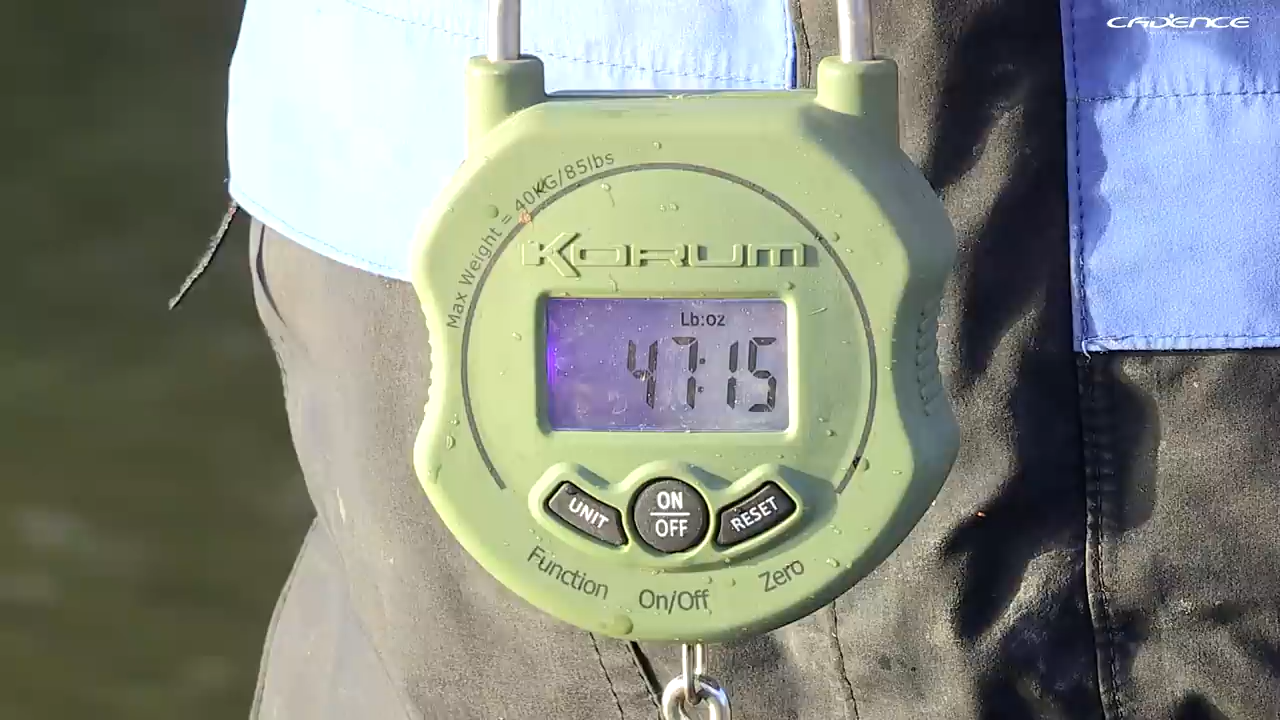 CADENCE
Max Weight = 40KG/85lbs
KORUM
Lb:oz
47:15
UNIT
ON
OFF
RESET
Function
On/Off
Zero